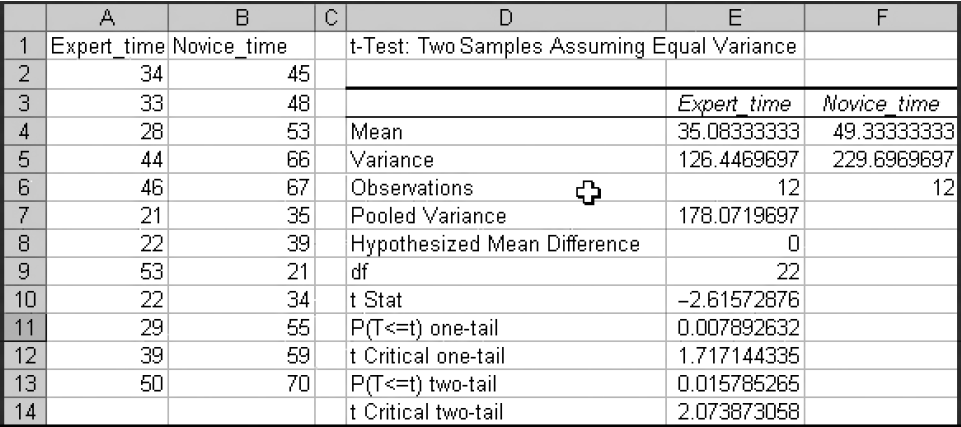 A B C D E F
1 Expert_time Novice_time t-Test: Two Samples Assuming Equal Variance
2 34 45
3 33 48 Expert_time Novice_time
4 28 53 Mean 35.08333333 49.33333333
5 44 66 Variance 126.4469697 229.6969697
6 46 67 Observations 12 12
7 21 35 Pooled Variance 178.0719697
8 22 39 Hypothesized Mean Difference 0
9 53 21 df 22
10 22 34 t Stat −2.61572876
11 29 55 P(T<=t) one-tail 0.007892632
12 39 59 t Critical one-tail 1.717144335
13 50 70 P(T<=t) two-tail 0.015785265
14 t Critical two-tail 2.073873058